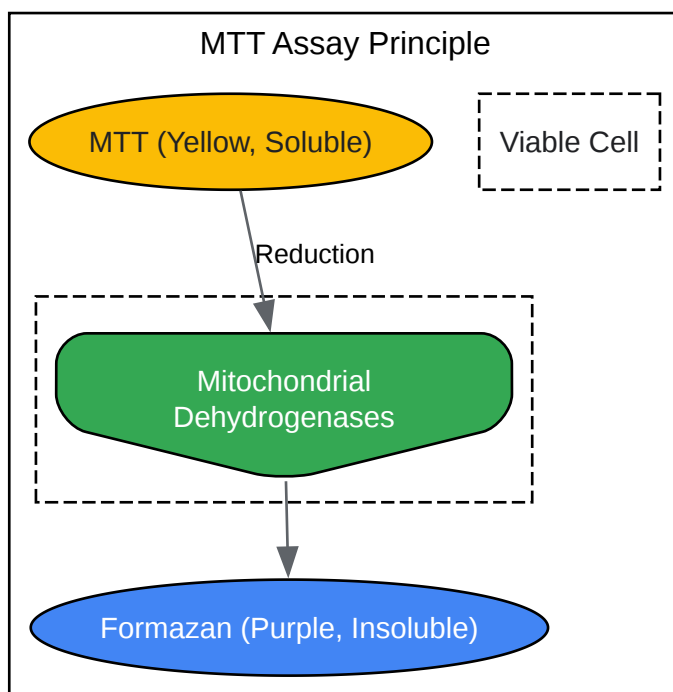 MTT Assay Principle
MTT (Yellow, Soluble)
Viable Cell
Reduction
Mitochondrial
Dehydrogenases
Formazan (Purple, Insoluble)